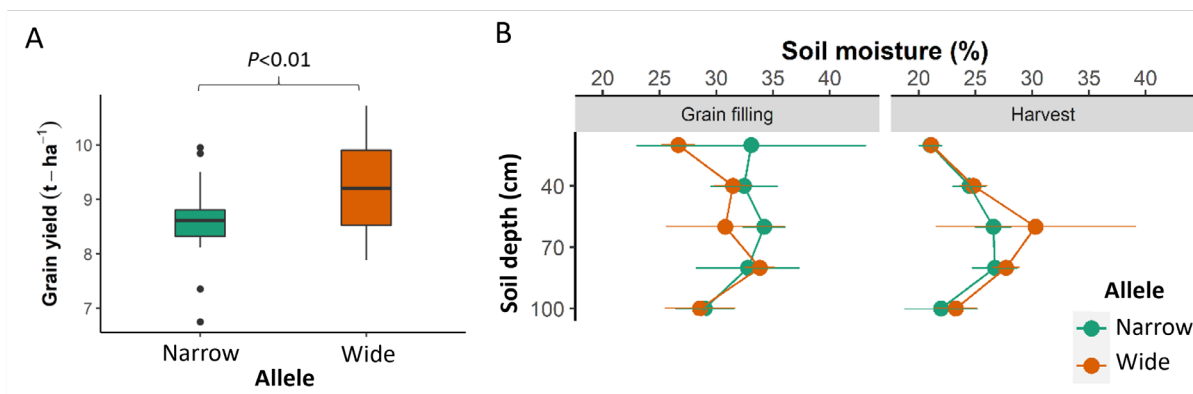 A
P<0.01
Grain yield (t− ha⁻¹)
10
9
8
7
Narrow Wide
Allele
B
Soil moisture (%)
20 25 30 35 40 20 25 30 35 40
Grain filling Harvest
Soil depth (cm)
40
70
100
Allele
Narrow
Wide